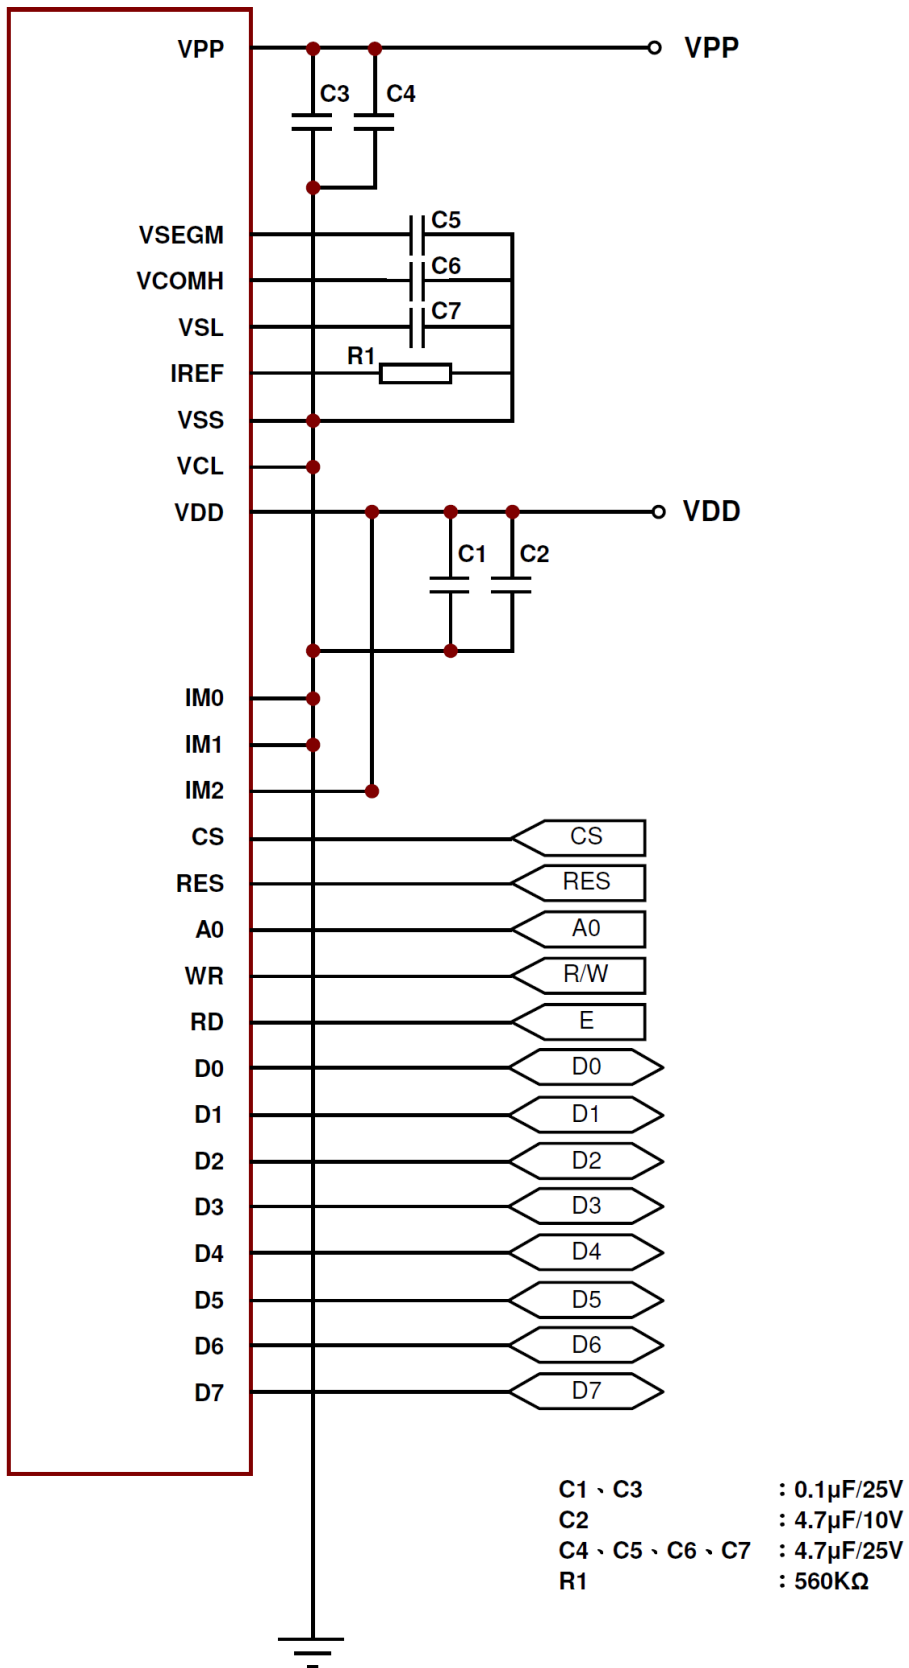 VPP VPP
C3 C4
VSEGM C5
VCOMH C6
VSL C7
IREF R1
VSS
VCL
VDD VDD
C1 C2
IM0
IM1
IM2
CS CS
RES RES
A0 A0
WR R/W
RD E
D0 D0
D1 D1
D2 D2
D3 D3
D4 D4
D5 D5
D6 D6
D7 D7
C1、C3 : 0.1µF/25V
C2 : 4.7µF/10V
C4、C5、C6、C7 : 4.7µF/25V
R1 : 560KΩ